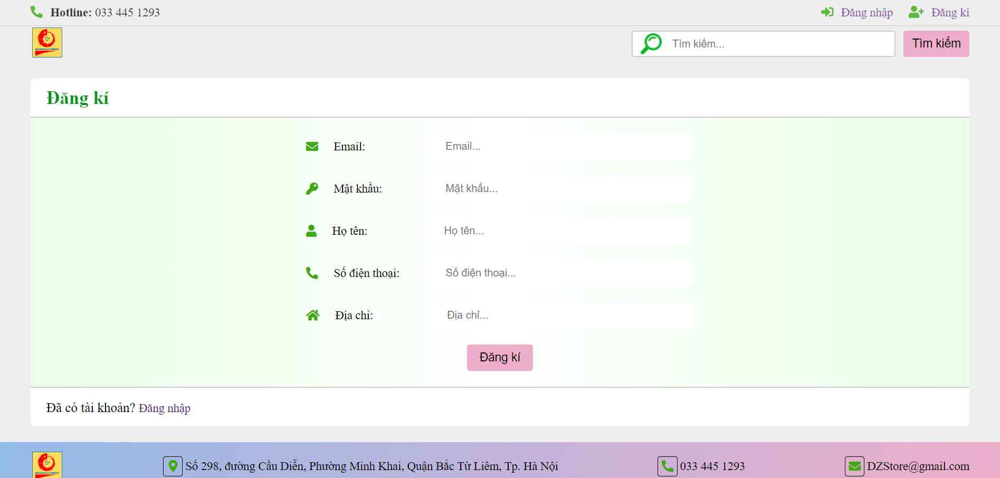 Hotline: 033 445 1293
Đăng nhập
Đăng kí
Tìm kiếm...
Tìm kiếm
Đăng kí
Email:
Email...
Mật khẩu:
Mật khẩu...
Họ tên:
Họ tên...
Số điện thoại:
Số điện thoại...
Địa chỉ:
Địa chỉ...
Đăng kí
Đã có tài khoản? Đăng nhập
Số 298, đường Cầu Diễn, Phường Minh Khai, Quận Bắc Từ Liêm, Tp. Hà Nội
033 445 1293
DZStore@gmail.com